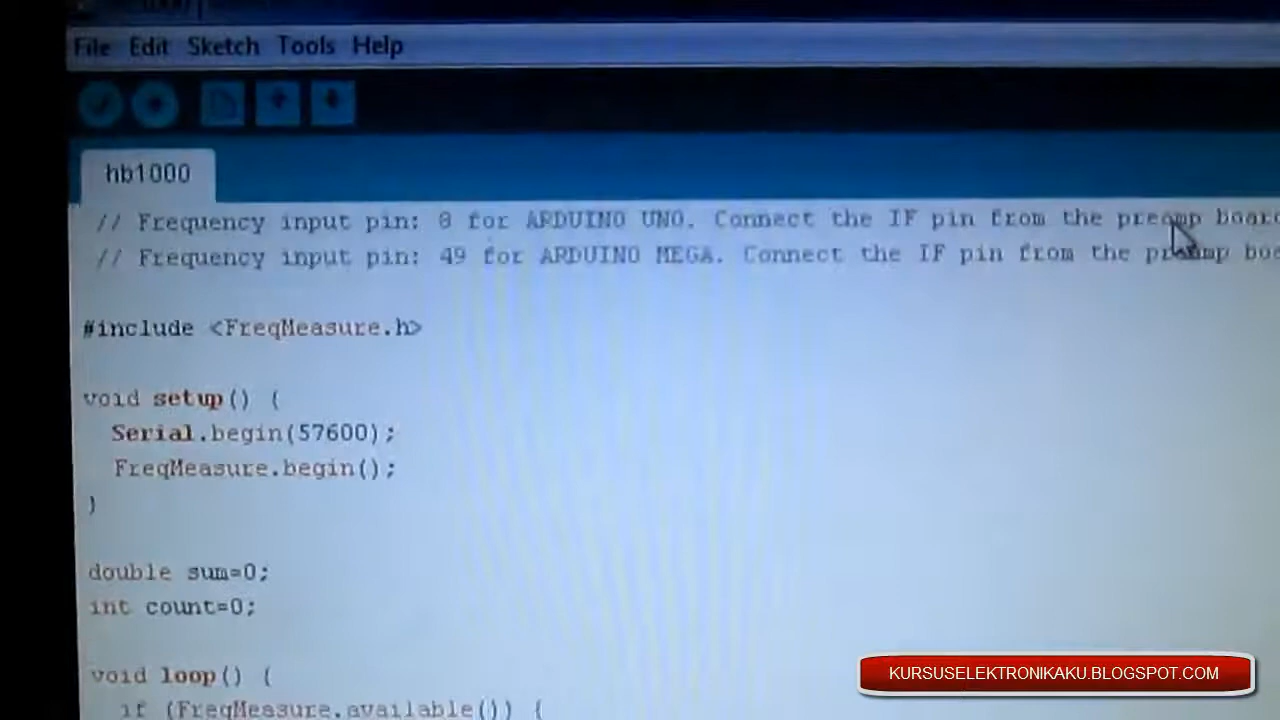 File Edit Sketch Tools Help
hb1000
// Frequency input pin: 8 for ARDUINO UNO. Connect the IF pin from the preamp board
// Frequency input pin: 49 for ARDUINO MEGA. Connect the IF pin from the preamp boa
#include <FreqMeasure.h>
void setup() {
Serial.begin(57600);
FreqMeasure.begin();
}
double sum=0;
int count=0;
void loop() {
if (FreqMeasure.available()) {
KURSUSELEKTRONIKAKU.BLOGSPOT.COM